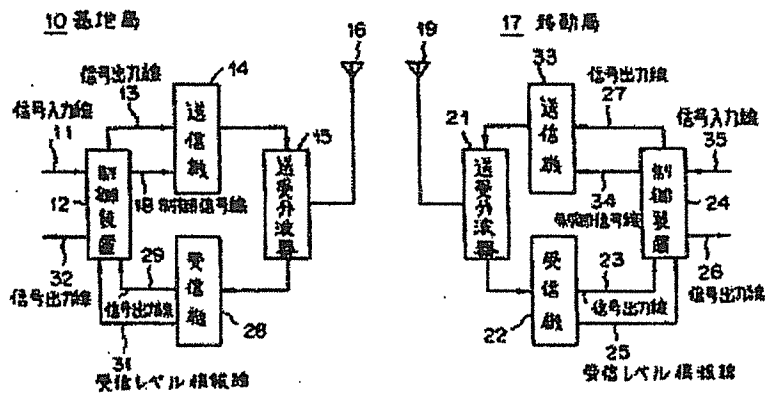 10 基地局
16
19
17 移動局
14
33
信号出力線
13
信号出力線
27
信号入力線
11
送信機
15
21
送信機
信号入力線
35
12
制御装置
18 制御信号線
送受分波器
送受分波器
34
制御信号線
制御装置
24
32
信号出力線
29
信号出力線
受信機
28
受信機
22
23
信号出力線
26
信号出力線
31
25
受信レベル情報線
受信レベル情報線